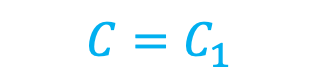 C = C₁